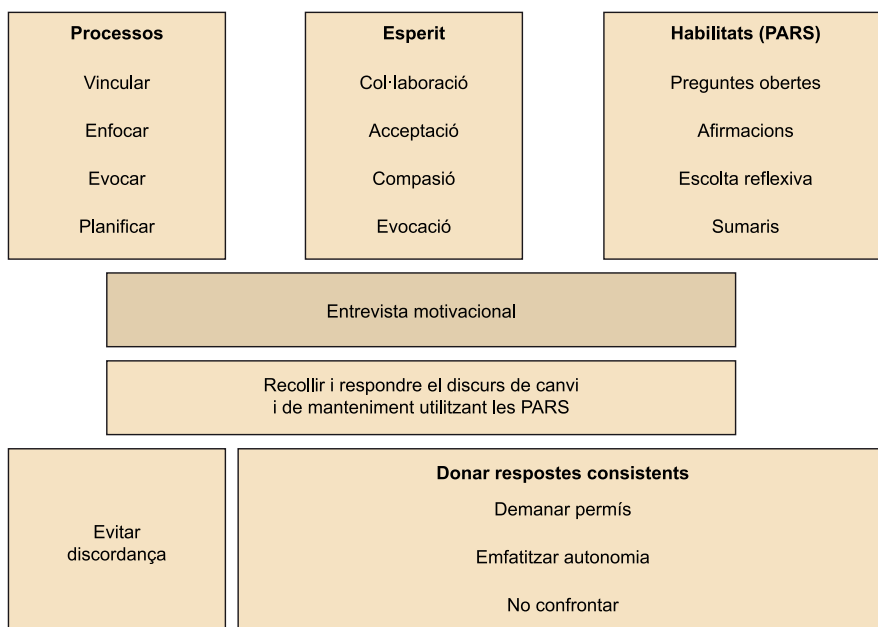 Processos
Vincular
Enfocar
Evocar
Planificar
Esperit
Col·laboració
Acceptació
Compasió
Evocació
Habilitats (PARS)
Preguntes obertes
Afirmacions
Escolta reflexiva
Sumaris
Entrevista motivacional
Recollir i respondre el discurs de canvi
i de manteniment utilitzant les PARS
Evitar
discordança
Donar respostes consistents
Demanar permís
Emfatitzar autonomia
No confrontar